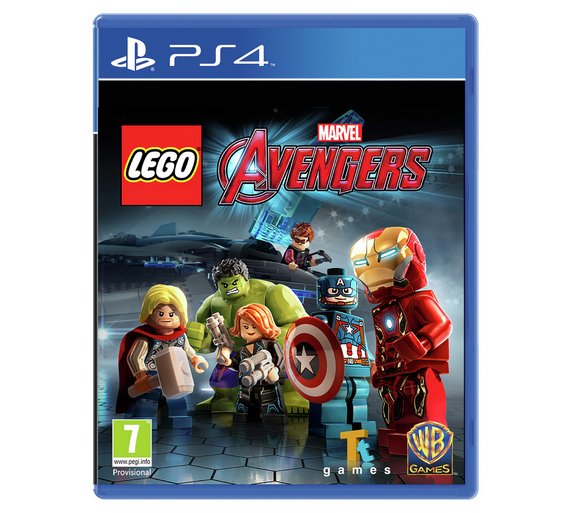 PS4
LEGO
MARVEL
AVENGERS
A
7
www.pegi.info
Provisional
Tt
games
WB
GAMES